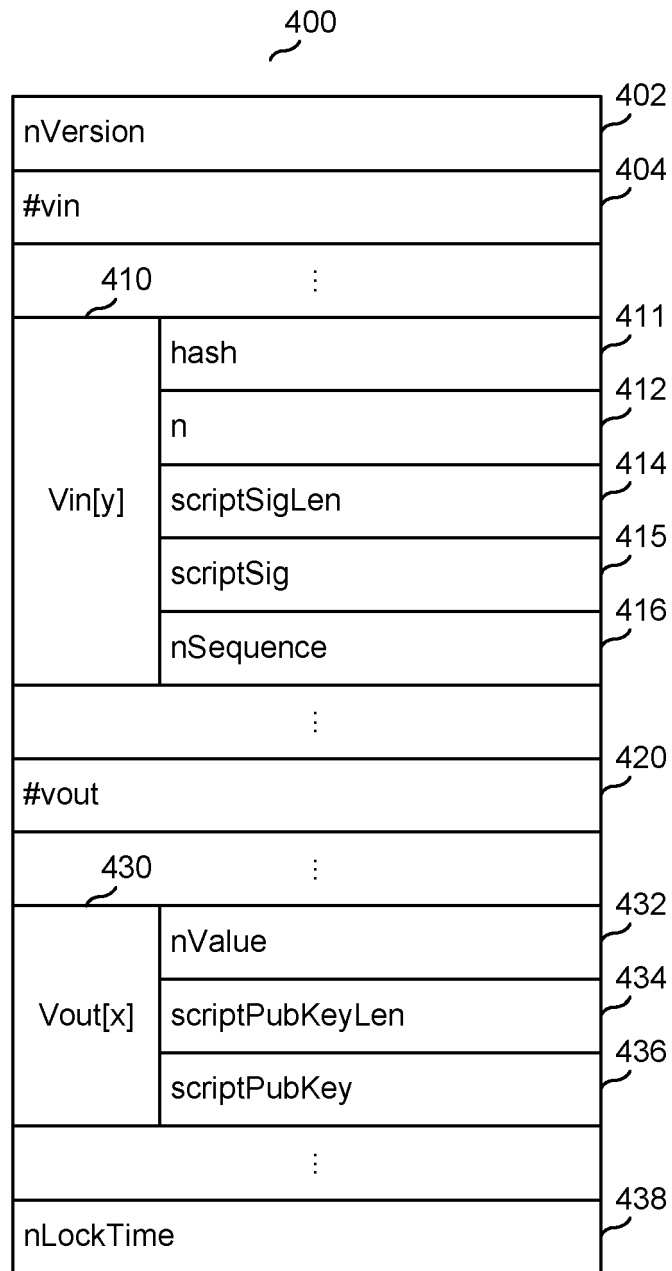 400
402
nVersion
404
#vin
410
⋮
411
hash
412
n
Vin[y]
414
scriptSigLen
415
scriptSig
416
nSequence
⋮
420
#vout
430
⋮
432
nValue
Vout[x]
434
scriptPubKeyLen
436
scriptPubKey
⋮
438
nLockTime